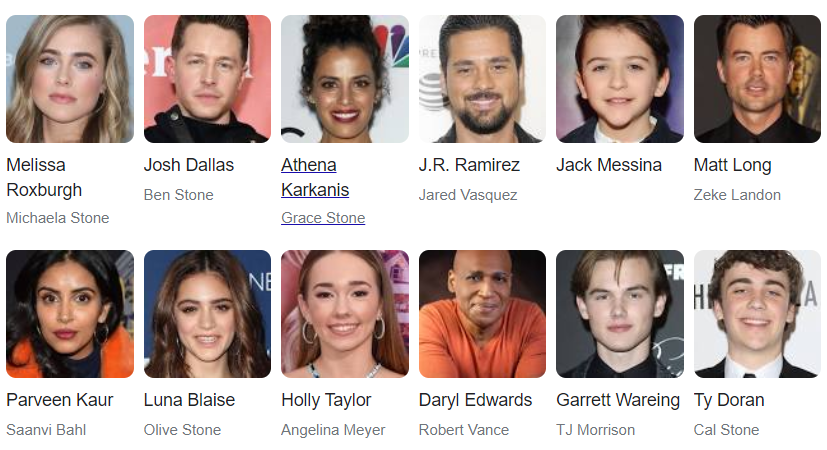 Melissa
Roxburgh
Michaela Stone
Josh Dallas
Ben Stone
Athena
Karkanis
Grace Stone
J.R. Ramirez
Jared Vasquez
Jack Messina
Matt Long
Zeke Landon
Parveen Kaur
Saanvi Bahl
Luna Blaise
Olive Stone
Holly Taylor
Angelina Meyer
Daryl Edwards
Robert Vance
Garrett Wareing
TJ Morrison
Ty Doran
Cal Stone